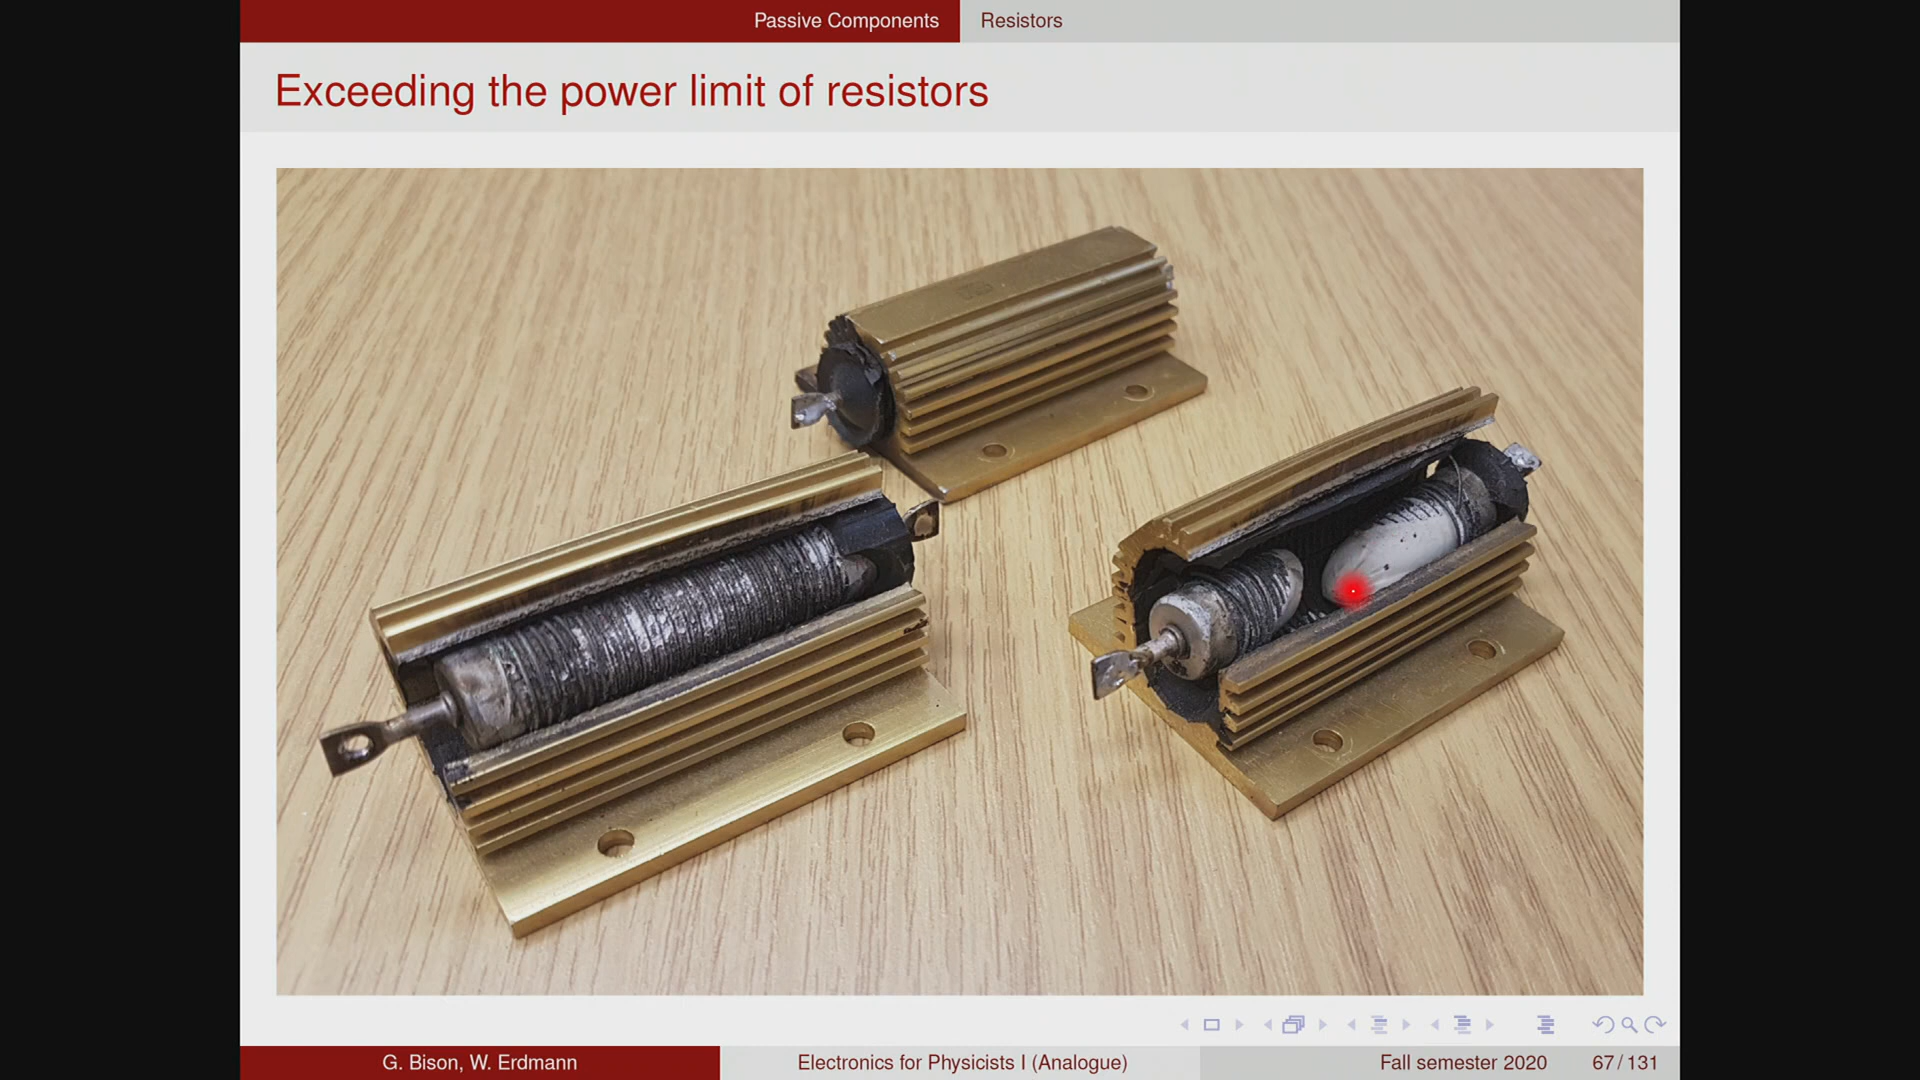 Passive Components
Resistors
Exceeding the power limit of resistors
G. Bison, W. Erdmann
Electronics for Physicists I (Analogue)
Fall semester 2020
67 / 131